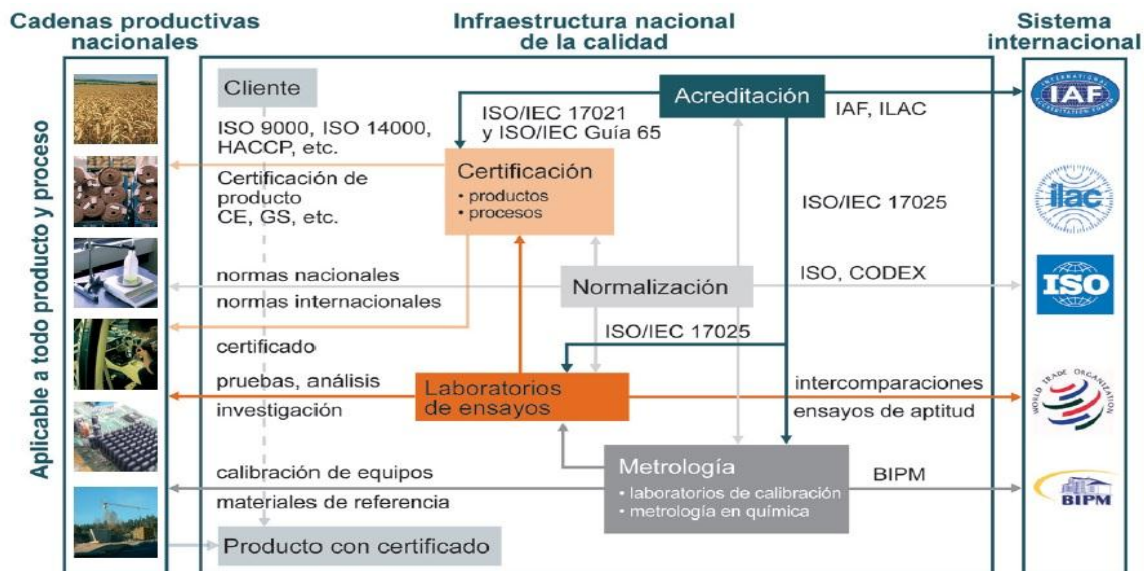 Cadenas productivas
nacionales
Infraestructura nacional
de la calidad
Sistema
internacional
Aplicable a todo producto y proceso
Cliente
ISO 9000, ISO 14000,
HACCP, etc.
Certificación de
producto
CE, GS, etc.
normas nacionales
normas internacionales
certificado
pruebas, análisis
investigación
calibración de equipos
materiales de referencia
Producto con certificado
ISO/IEC 17021
y ISO/IEC Guía 65
Certificación
• productos
• procesos
Acreditación
IAF, ILAC
ISO/IEC 17025
Normalización
ISO, CODEX
ISO/IEC 17025
Laboratorios
de ensayos
intercomparaciones
ensayos de aptitud
Metrología
• laboratorios de calibración
• metrología en química
BIPM
INTERNATIONAL
IAF
ACCREDITATION FORUM
ilac
ISO
WORLD TRADE ORGANIZATION
BIPM